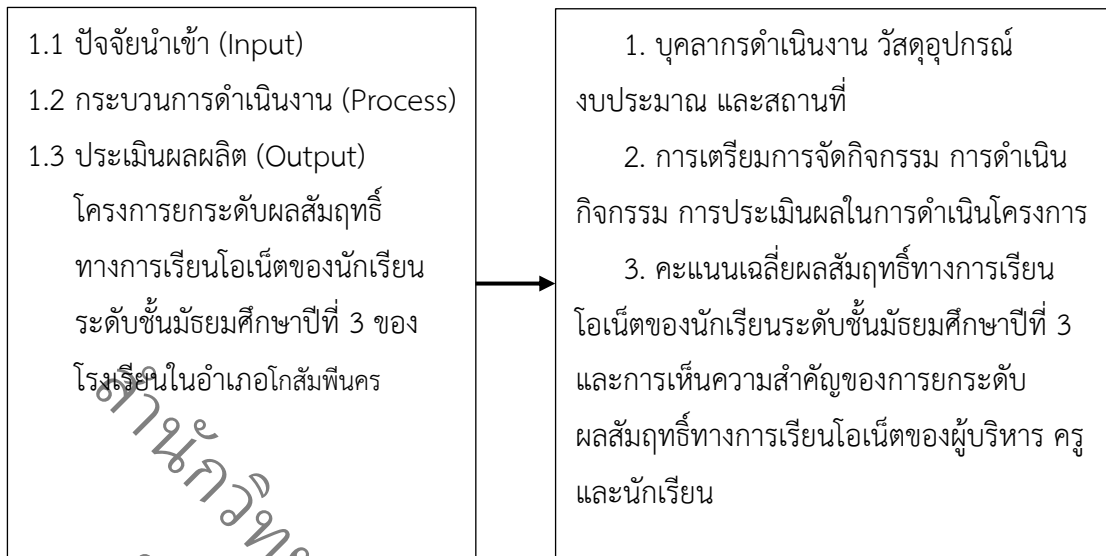 1.1 ปัจจัยนำเข้า (Input)
1.2 กระบวนการดำเนินงาน (Process)
1.3 ประเมินผลผลิต (Output)
โครงการยกระดับผลสัมฤทธิ์
ทางการเรียนโอเน็ตของนักเรียน
ระดับชั้นมัธยมศึกษาปีที่ 3 ของ
โรงเรียนในอำเภอโกสัมพีนคร
1. บุคลากรดำเนินงาน วัสดุอุปกรณ์
งบประมาณ และสถานที่
2. การเตรียมการจัดกิจกรรม การดำเนิน
กิจกรรม การประเมินผลในการดำเนินโครงการ
3. คะแนนเฉลี่ยผลสัมฤทธิ์ทางการเรียน
โอเน็ตของนักเรียนระดับชั้นมัธยมศึกษาปีที่ 3
และการเห็นความสำคัญของการยกระดับ
ผลสัมฤทธิ์ทางการเรียนโอเน็ตของผู้บริหาร ครู
และนักเรียน